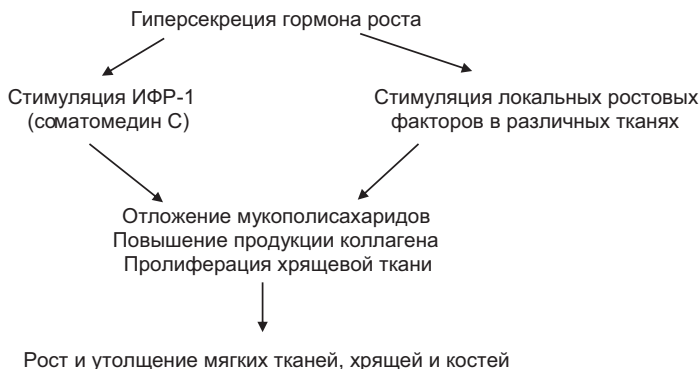 Гиперсекреция гормона роста
Стимуляция ИФР-1
(соматомедин С)
Стимуляция локальных ростовых
факторов в различных тканях
Отложение мукополисахаридов
Повышение продукции коллагена
Пролиферация хрящевой ткани
Рост и утолщение мягких тканей, хрящей и костей